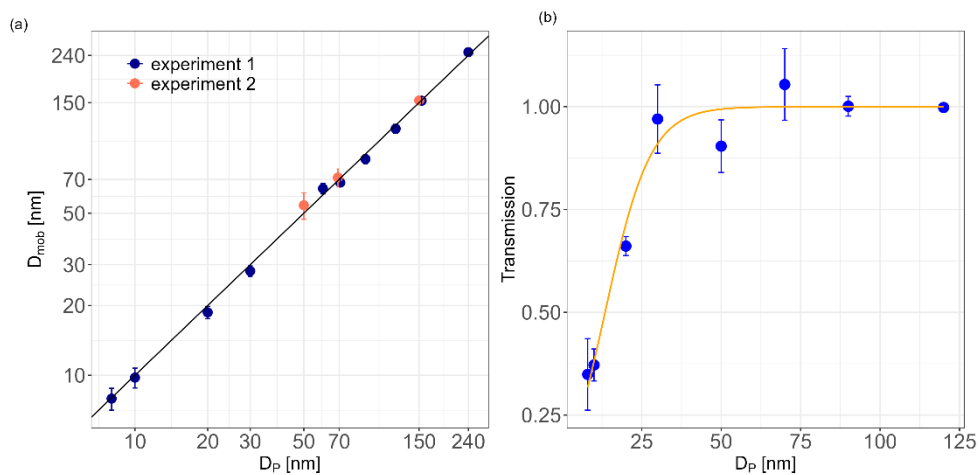 (a)
D_mob [nm]
240
150
70
50
30
20
10
experiment 1
experiment 2
10 20 30 50 70 150 240
D_P [nm]
(b)
Transmission
1.00
0.75
0.50
0.25
25 50 75 100 125
D_P [nm]